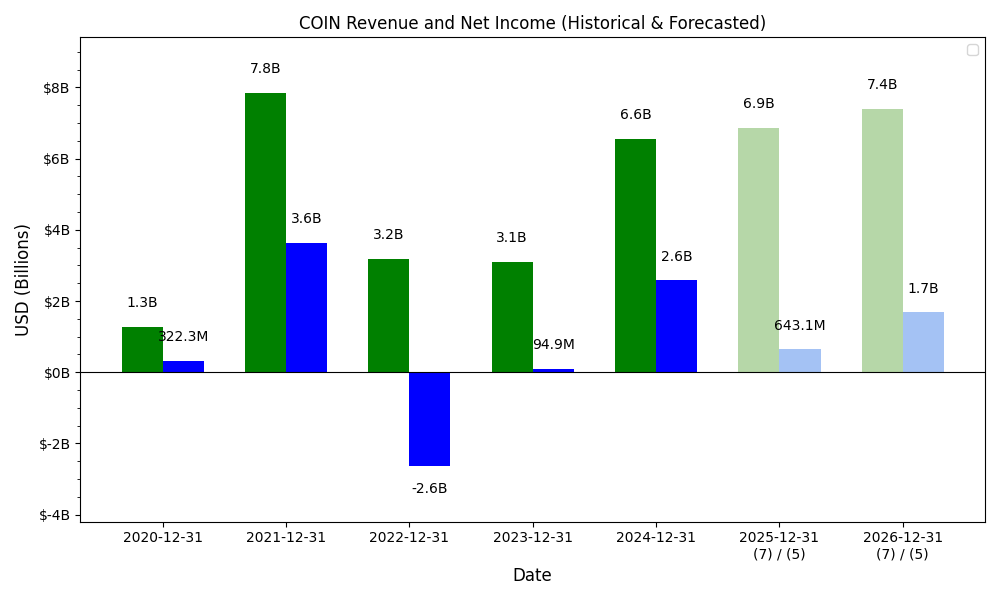 COIN Revenue and Net Income (Historical & Forecasted)
USD (Billions)
$8B
$6B
$4B
$2B
$0B
$-2B
$-4B
1.3B
322.3M
7.8B
3.6B
3.2B
-2.6B
3.1B
94.9M
6.6B
2.6B
6.9B
643.1M
7.4B
1.7B
2020-12-31
2021-12-31
2022-12-31
2023-12-31
2024-12-31
2025-12-31
(7) / (5)
2026-12-31
(7) / (5)
Date